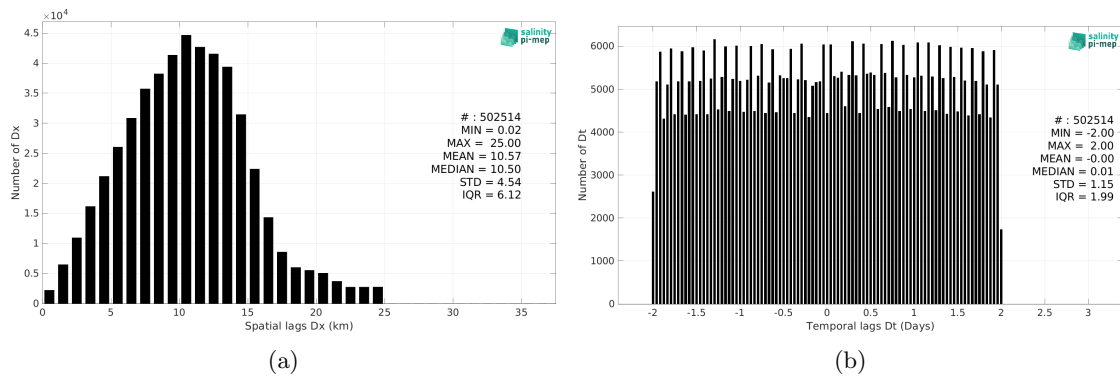 ×10⁴
4.5
4
3.5
3
2.5
2
1.5
1
0.5
0
Number of Dx
0 5 10 15 20 25 30 35
Spatial lags Dx (km)
salinity
pi-mep
# : 502514
MIN = 0.02
MAX = 25.00
MEAN = 10.57
MEDIAN = 10.50
STD = 4.54
IQR = 6.12
(a)
6000
5000
4000
3000
2000
1000
0
Number of Dt
-2 -1.5 -1 -0.5 0 0.5 1 1.5 2 2.5 3
Temporal lags Dt (Days)
salinity
pi-mep
# : 502514
MIN = -2.00
MAX = 2.00
MEAN = -0.00
MEDIAN = 0.01
STD = 1.15
IQR = 1.99
(b)